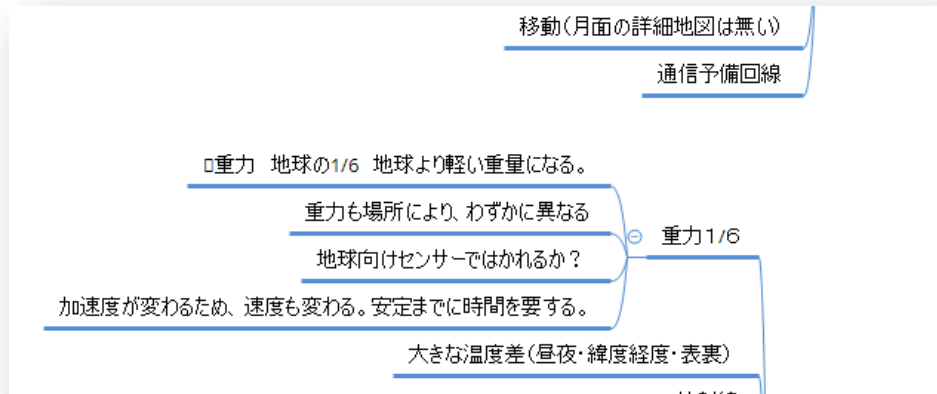 移動(月面の詳細地図は無い)
通信予備回線
重力 地球の1/6 地球より軽い重量になる。
重力も場所により、わずかに異なる
重力1/6
地球向けセンサーではかれるか?
加速度が変わるため、速度も変わる。安定までに時間を要する。
大きな温度差(昼夜・緯度経度・表裏)